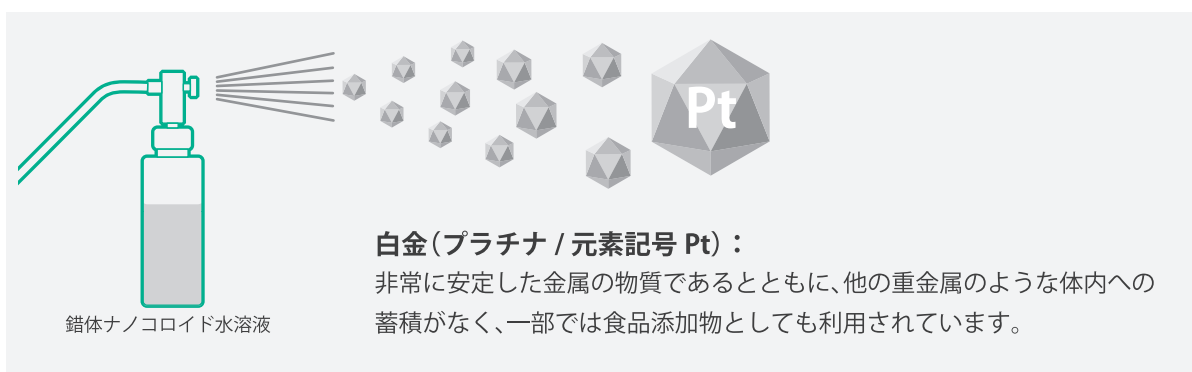 Pt
白金（プラチナ / 元素記号 Pt）：
非常に安定した金属の物質であるとともに、他の重金属のような体内への
蓄積がなく、一部では食品添加物としても利用されています。
錯体ナノコロイド水溶液